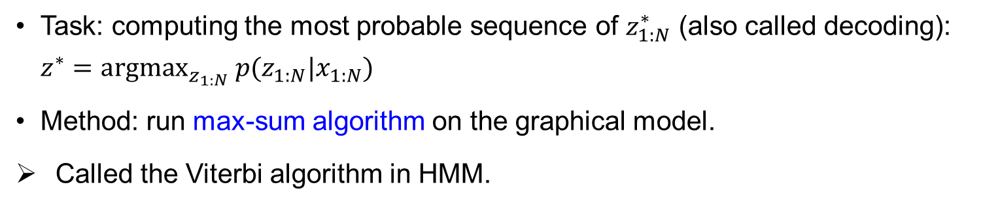 • Task: computing the most probable sequence of $z^*_{1:N}$ (also called decoding):
$z^* = \mathrm{argmax}_{z_{1:N}} \, p(z_{1:N}|x_{1:N})$
• Method: run max-sum algorithm on the graphical model.
➢ Called the Viterbi algorithm in HMM.